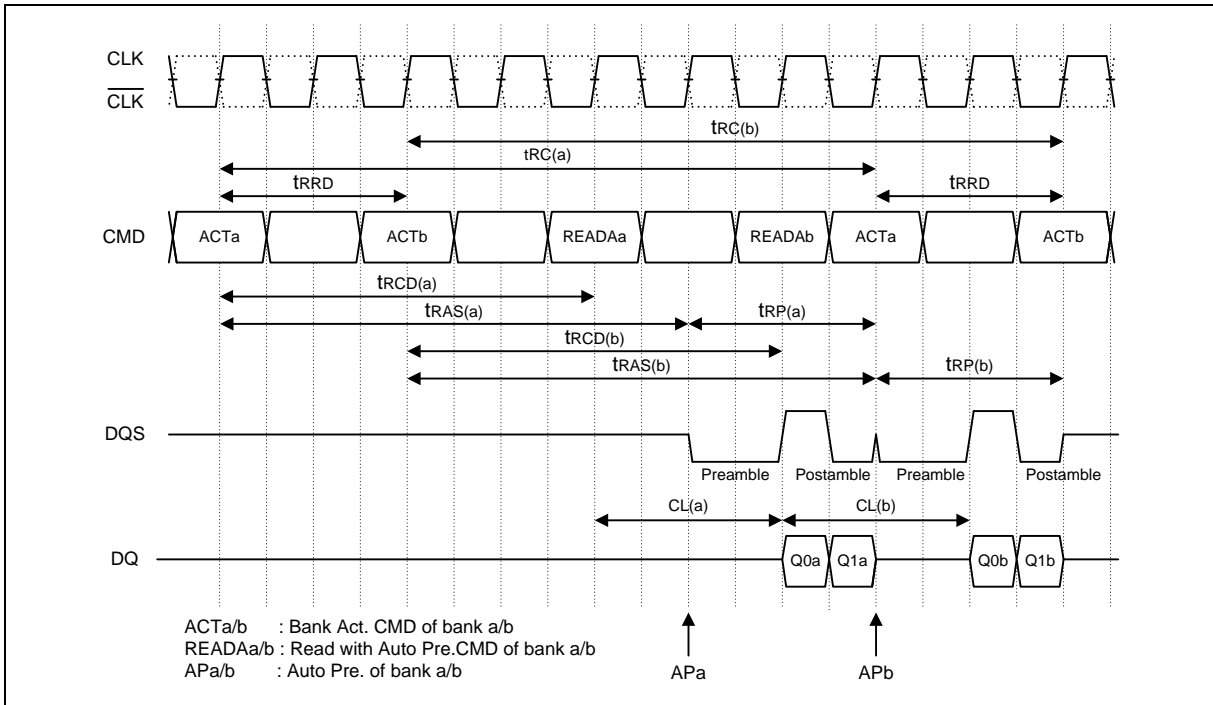 CLK
CLK
tRC(b)
tRC(a)
tRRD tRRD
CMD ACTa ACTb READAa READAb ACTa ACTb
tRCD(a)
tRAS(a) tRP(a)
tRCD(b)
tRAS(b) tRP(b)
DQS
Preamble Postamble Preamble Postamble
CL(a) CL(b)
DQ Q0a Q1a Q0b Q1b
ACTa/b : Bank Act. CMD of bank a/b
READAa/b : Read with Auto Pre.CMD of bank a/b
APa/b : Auto Pre. of bank a/b
APa APb